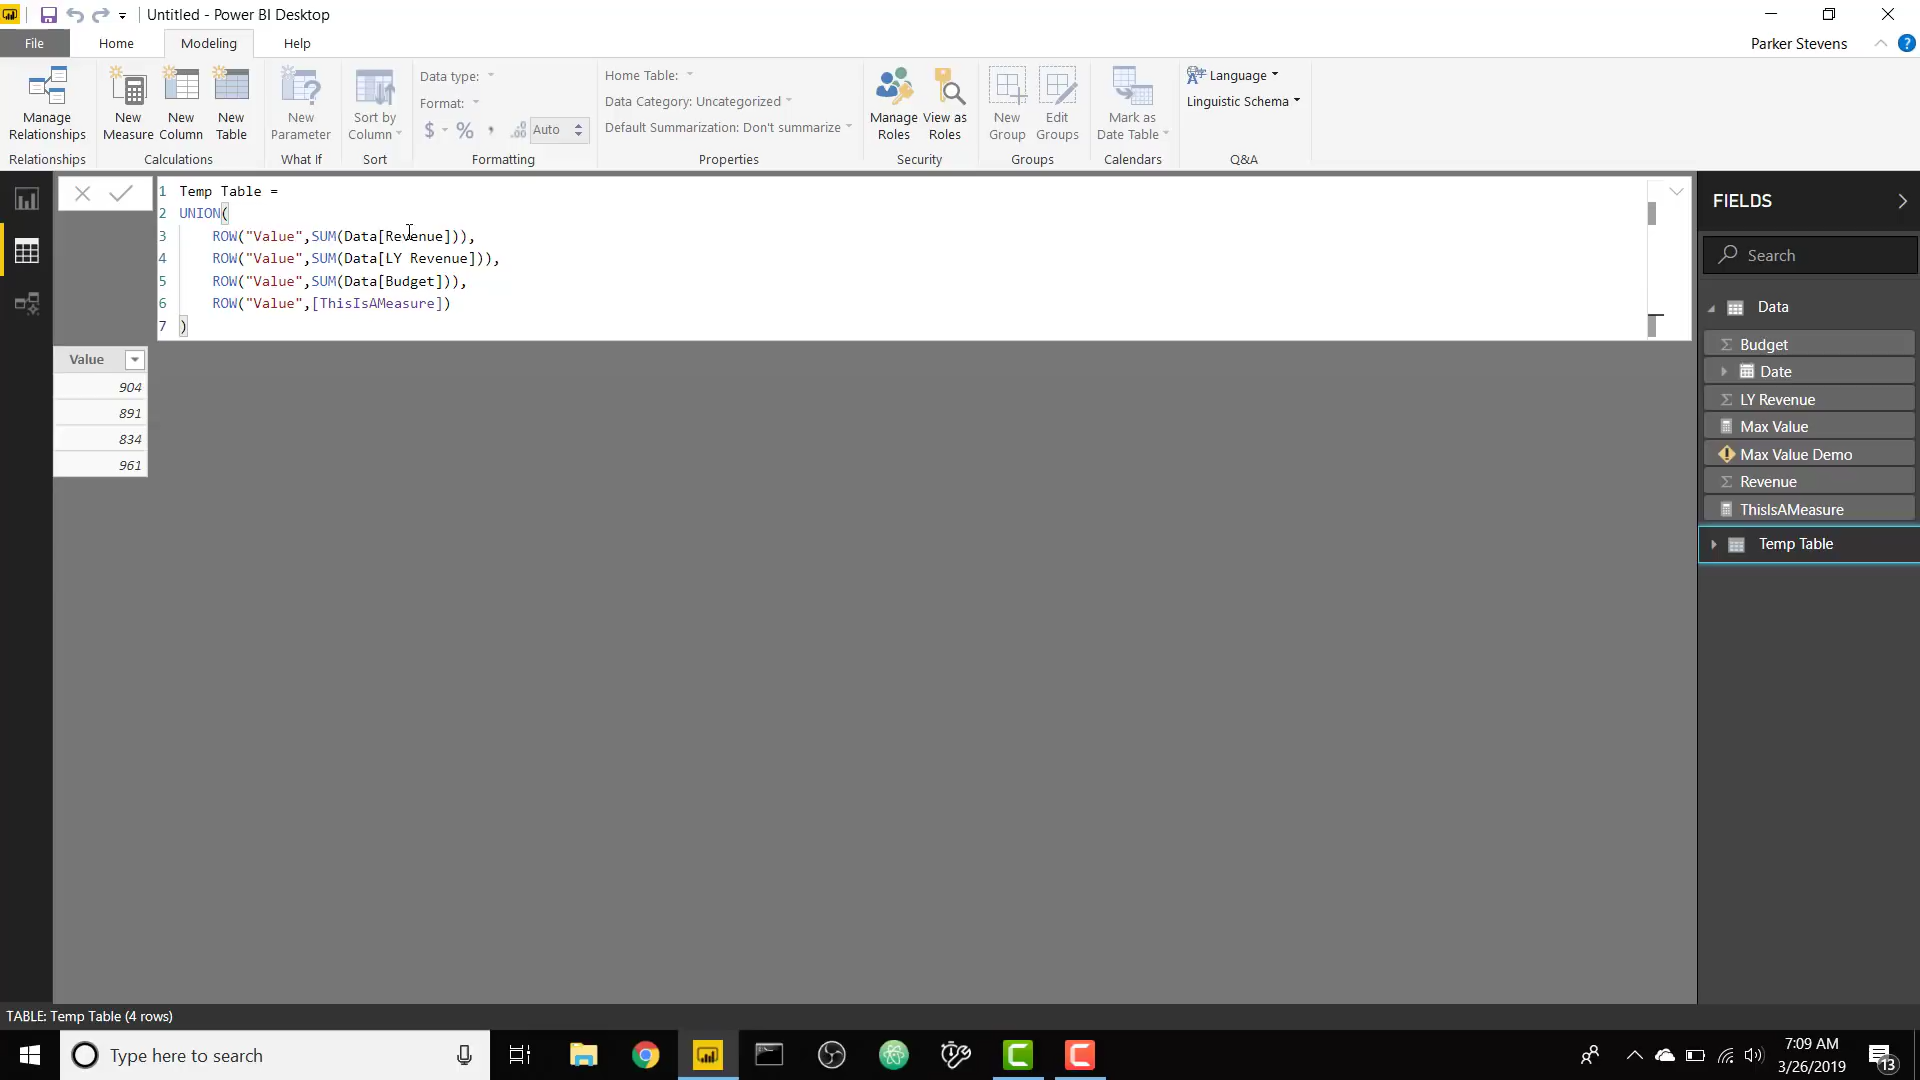 Untitled - Power BI Desktop
File
Home
Modeling
Help
Parker Stevens
Manage Relationships
New Measure
New Column
New Table
New Parameter
Sort by Column
Data type:
Format:
$ % , .00 Auto
Home Table:
Data Category: Uncategorized
Default Summarization: Don't summarize
Manage Roles
View as Roles
New Group
Edit Groups
Mark as Date Table
Language
Linguistic Schema
Relationships
Calculations
What If
Sort
Formatting
Properties
Security
Groups
Calendars
Q&A
1 Temp Table =
2 UNION(
3 ROW("Value",SUM(Data[Revenue])),
4 ROW("Value",SUM(Data[LY Revenue])),
5 ROW("Value",SUM(Data[Budget])),
6 ROW("Value",[ThisIsAMeasure])
7 )
Value
904
891
834
961
FIELDS
Search
Data
Budget
Date
LY Revenue
Max Value
Max Value Demo
Revenue
ThisIsAMeasure
Temp Table
TABLE: Temp Table (4 rows)
Type here to search
7:09 AM
3/26/2019
13